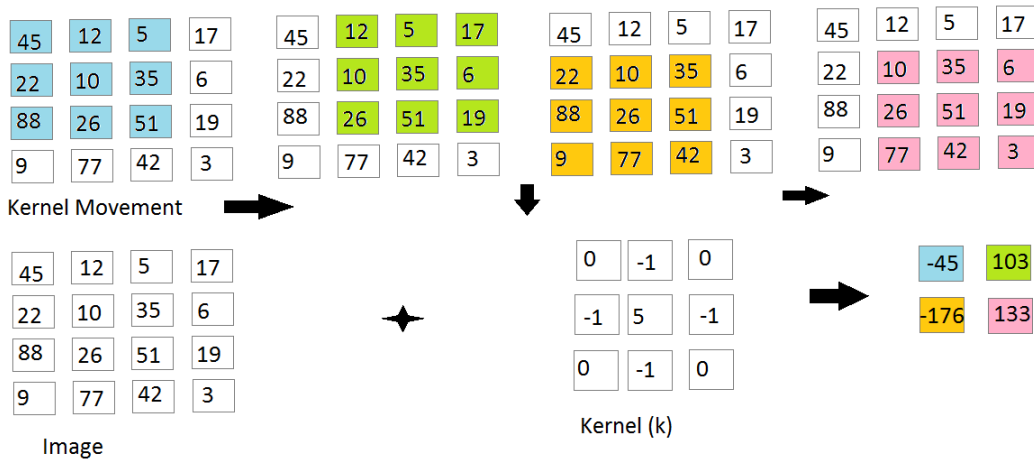 45 12 5 17 45 12 5 17 45 12 5 17 45 12 5 17
22 10 35 6 22 10 35 6 22 10 35 6 22 10 35 6
88 26 51 19 88 26 51 19 88 26 51 19 88 26 51 19
9 77 42 3 9 77 42 3 9 77 42 3 9 77 42 3
Kernel Movement
45 12 5 17 0 -1 0 -45 103
22 10 35 6 -1 5 -1 -176 133
88 26 51 19 0 -1 0
9 77 42 3
Kernel (k)
Image